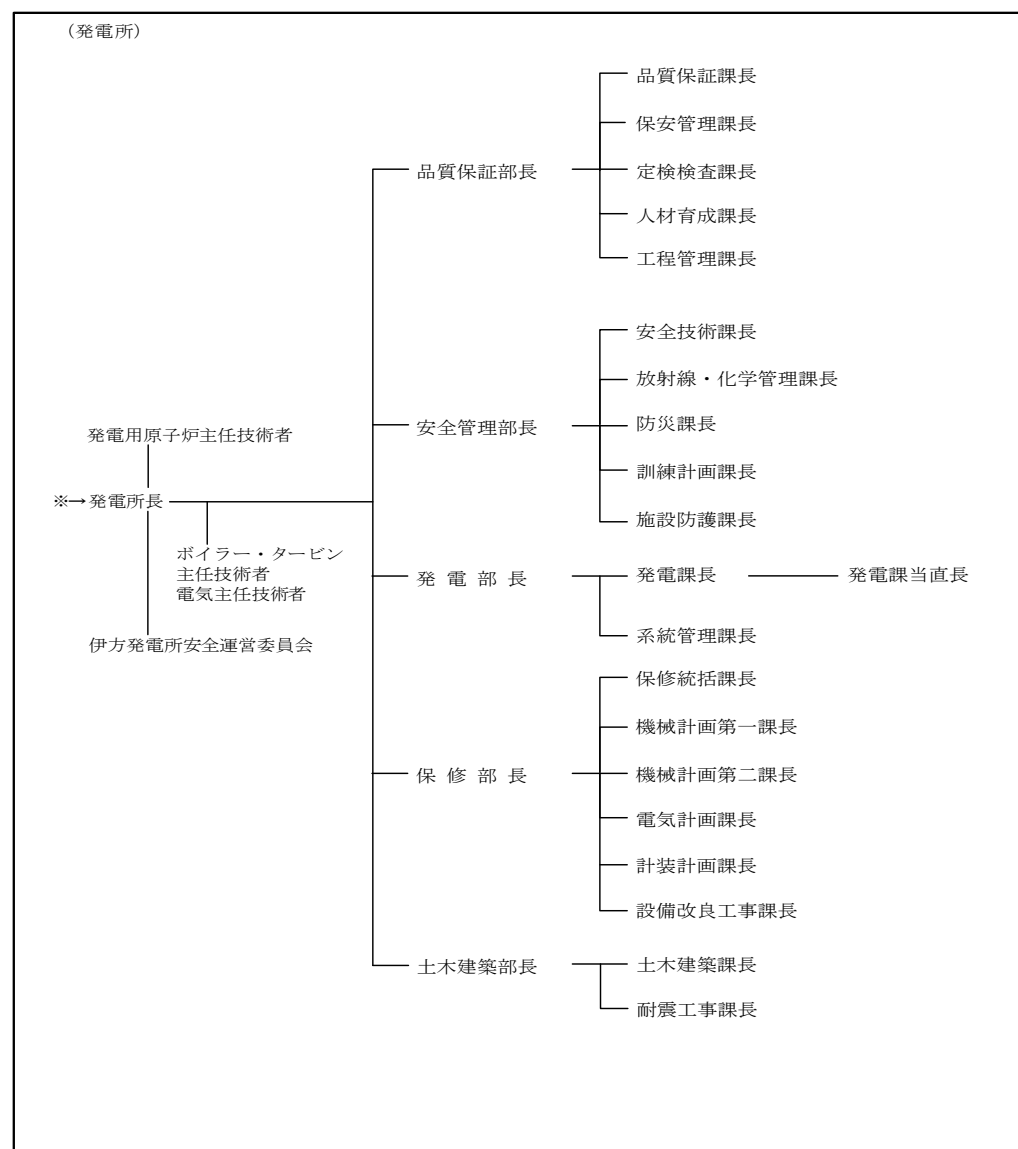 (発電所)
品質保証課長
保安管理課長
品質保証部長
定検検査課長
人材育成課長
工程管理課長
安全技術課長
放射線・化学管理課長
安全管理部長
防災課長
訓練計画課長
施設防護課長
発電用原子炉主任技術者
※→発電所長
ボイラー・タービン
主任技術者
電気主任技術者
伊方発電所安全運営委員会
発電部長
発電課長
発電課当直長
系統管理課長
保修統括課長
機械計画第一課長
保修部長
機械計画第二課長
電気計画課長
計装計画課長
設備改良工事課長
土木建築部長
土木建築課長
耐震工事課長